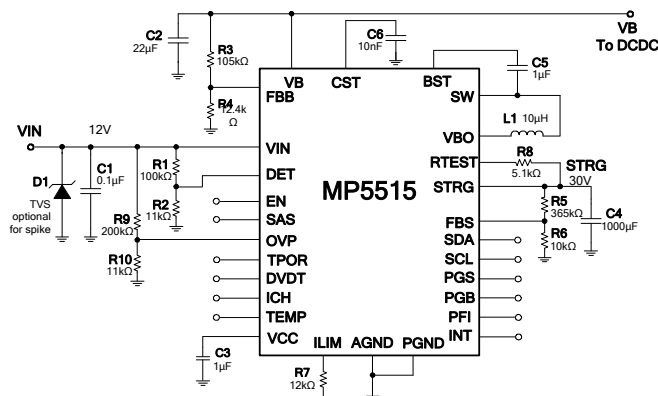 C2
22µF
R3
105kΩ
R4
12.4k
Ω
C6
10nF
VB
To DCDC
C5
1µF
VB
CST
BST
FBB
SW
L1 10µH
VBO
VIN
12V
VIN
R1
100kΩ
DET
R8
5.1kΩ
RTEST
STRG
30V
STRG
MP5515
D1
TVS
optional
for spike
C1
0.1µF
R2
11kΩ
EN
SAS
R9
200kΩ
OVP
R10
11kΩ
R5
365kΩ
C4
1000µF
FBS
R6
10kΩ
SDA
TPOR
SCL
DVDT
PGS
ICH
PGB
TEMP
PFI
VCC
INT
ILIM
AGND
PGND
C3
1µF
R7
12kΩ